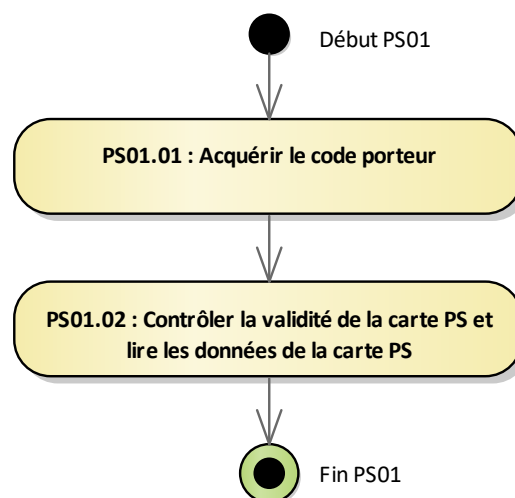 Début PS01
PS01.01 : Acquérir le code porteur
PS01.02 : Contrôler la validité de la carte PS et
lire les données de la carte PS
Fin PS01